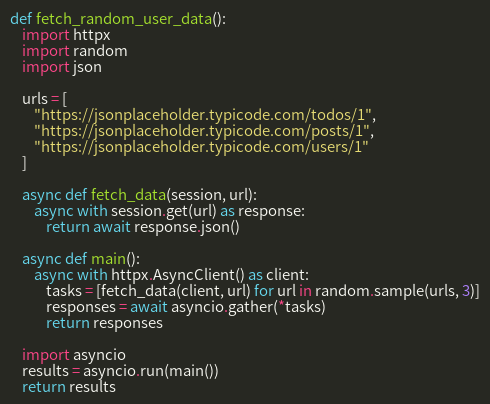 def fetch_random_user_data():
    import httpx
    import random
    import json

    urls = [
        "https://jsonplaceholder.typicode.com/todos/1",
        "https://jsonplaceholder.typicode.com/posts/1",
        "https://jsonplaceholder.typicode.com/users/1"
    ]

    async def fetch_data(session, url):
        async with session.get(url) as response:
            return await response.json()

    async def main():
        async with httpx.AsyncClient() as client:
            tasks = [fetch_data(client, url) for url in random.sample(urls, 3)]
            responses = await asyncio.gather(*tasks)
            return responses

    import asyncio
    results = asyncio.run(main())
    return results